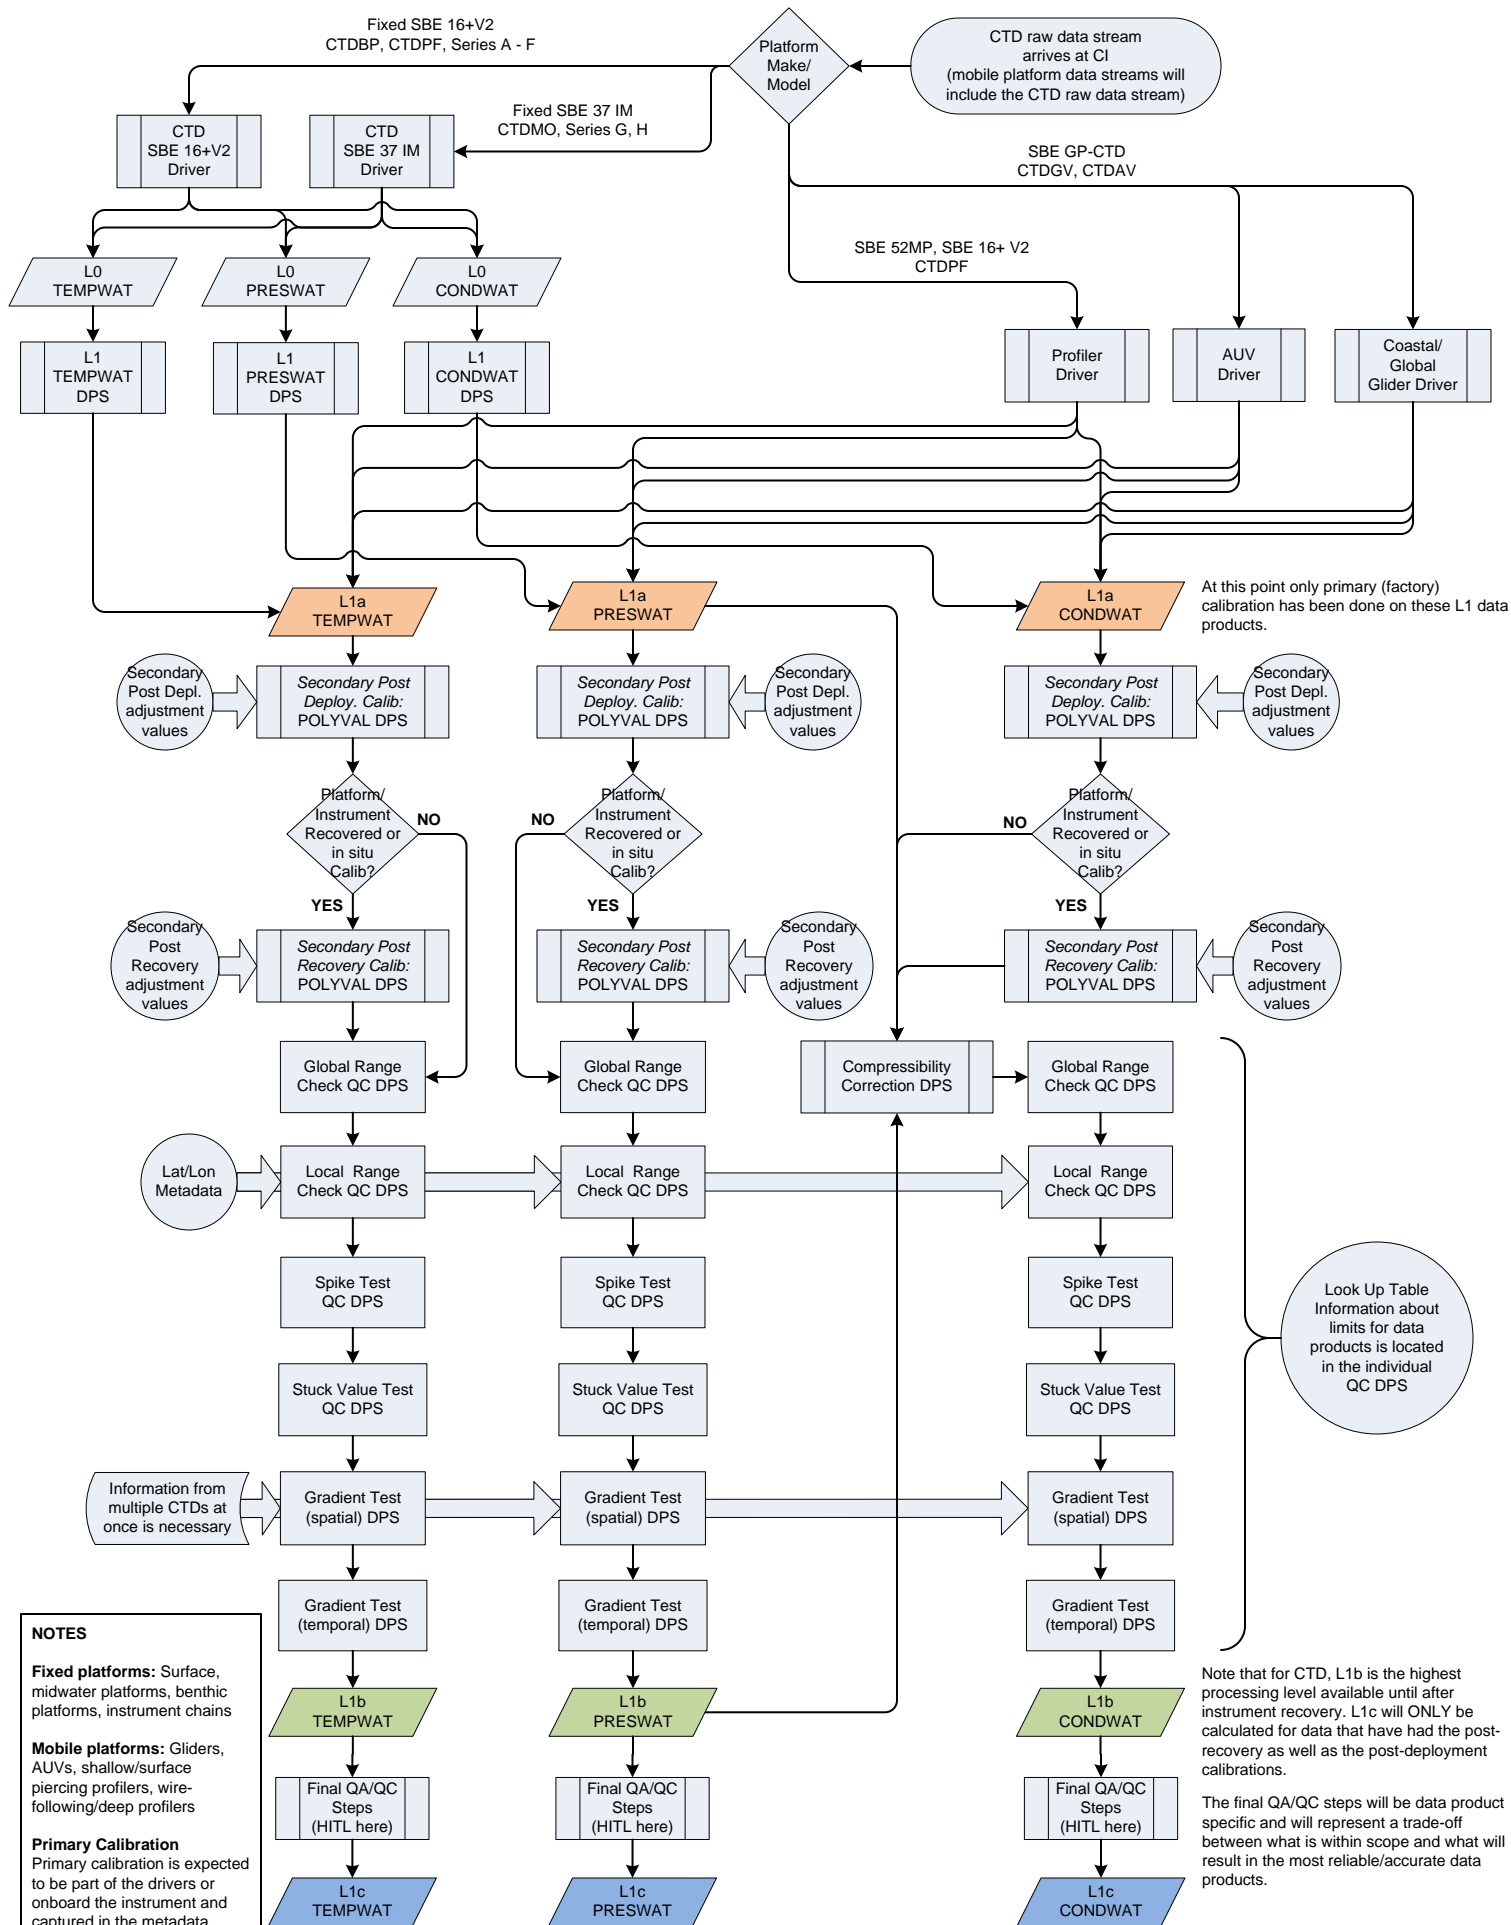 Fixed SBE 16+V2
CTDBP, CTDPF, Series A - F
Platform
Make/
Model
CTD raw data stream
arrives at CI
(mobile platform data streams will
include the CTD raw data stream)
Fixed SBE 37 IM
CTDMO, Series G, H
CTD
SBE 16+V2
Driver
CTD
SBE 37 IM
Driver
SBE GP-CTD
CTDGV, CTDAV
SBE 52MP, SBE 16+ V2
CTDPF
L0
TEMPWAT
L0
PRESWAT
L0
CONDWAT
L1
TEMPWAT
DPS
L1
PRESWAT
DPS
L1
CONDWAT
DPS
Profiler
Driver
AUV
Driver
Coastal/
Global
Glider Driver
L1a
TEMPWAT
L1a
PRESWAT
L1a
CONDWAT
At this point only primary (factory)
calibration has been done on these L1 data
products.
Secondary
Post Depl.
adjustment
values
Secondary Post
Deploy. Calib:
POLYVAL DPS
Secondary Post
Deploy. Calib:
POLYVAL DPS
Secondary
Post Depl.
adjustment
values
Secondary Post
Deploy. Calib:
POLYVAL DPS
Secondary
Post Depl.
adjustment
values
Platform/
Instrument
Recovered or
in situ
Calib?
NO
YES
NO
Platform/
Instrument
Recovered or
in situ
Calib?
YES
NO
Platform/
Instrument
Recovered or
in situ
Calib?
YES
Secondary
Post
Recovery
adjustment
values
Secondary Post
Recovery Calib:
POLYVAL DPS
Secondary Post
Recovery Calib:
POLYVAL DPS
Secondary
Post
Recovery
adjustment
values
Secondary Post
Recovery Calib:
POLYVAL DPS
Secondary
Post
Recovery
adjustment
values
Global Range
Check QC DPS
Global Range
Check QC DPS
Compressibility
Correction DPS
Global Range
Check QC DPS
Lat/Lon
Metadata
Local Range
Check QC DPS
Local Range
Check QC DPS
Local Range
Check QC DPS
Spike Test
QC DPS
Spike Test
QC DPS
Spike Test
QC DPS
Look Up Table
Information about
limits for data
products is located
in the individual
QC DPS
Stuck Value Test
QC DPS
Stuck Value Test
QC DPS
Stuck Value Test
QC DPS
Information from
multiple CTDs at
once is necessary
Gradient Test
(spatial) DPS
Gradient Test
(spatial) DPS
Gradient Test
(spatial) DPS
Gradient Test
(temporal) DPS
Gradient Test
(temporal) DPS
Gradient Test
(temporal) DPS
L1b
TEMPWAT
L1b
PRESWAT
L1b
CONDWAT
Final QA/QC
Steps
(HITL here)
Final QA/QC
Steps
(HITL here)
Final QA/QC
Steps
(HITL here)
L1c
TEMPWAT
L1c
PRESWAT
L1c
CONDWAT
NOTES
Fixed platforms: Surface,
midwater platforms, benthic
platforms, instrument chains
Mobile platforms: Gliders,
AUVs, shallow/surface
piercing profilers, wire-
following/deep profilers
Primary Calibration
Primary calibration is expected
to be part of the drivers or
onboard the instrument and
captured in the metadata
Note that for CTD, L1b is the highest
processing level available until after
instrument recovery. L1c will ONLY be
calculated for data that have had the post-
recovery as well as the post-deployment
calibrations.
The final QA/QC steps will be data product
specific and will represent a trade-off
between what is within scope and what will
result in the most reliable/accurate data
products.